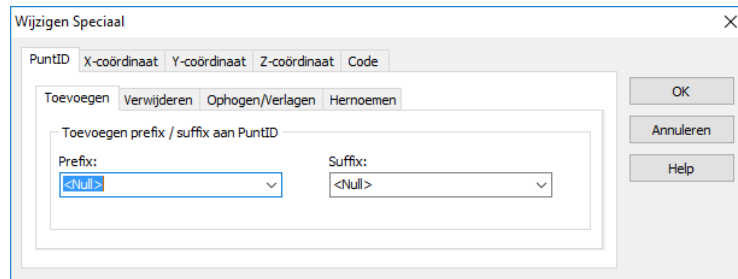 Wijzigen Speciaal
PuntID X-coördinaat Y-coördinaat Z-coördinaat Code
Toevoegen Verwijderen Ophogen/Verlagen Hernoemen
Toevoegen prefix / suffix aan PuntID
Prefix: Suffix:
<Null> <Null>
OK
Annuleren
Help